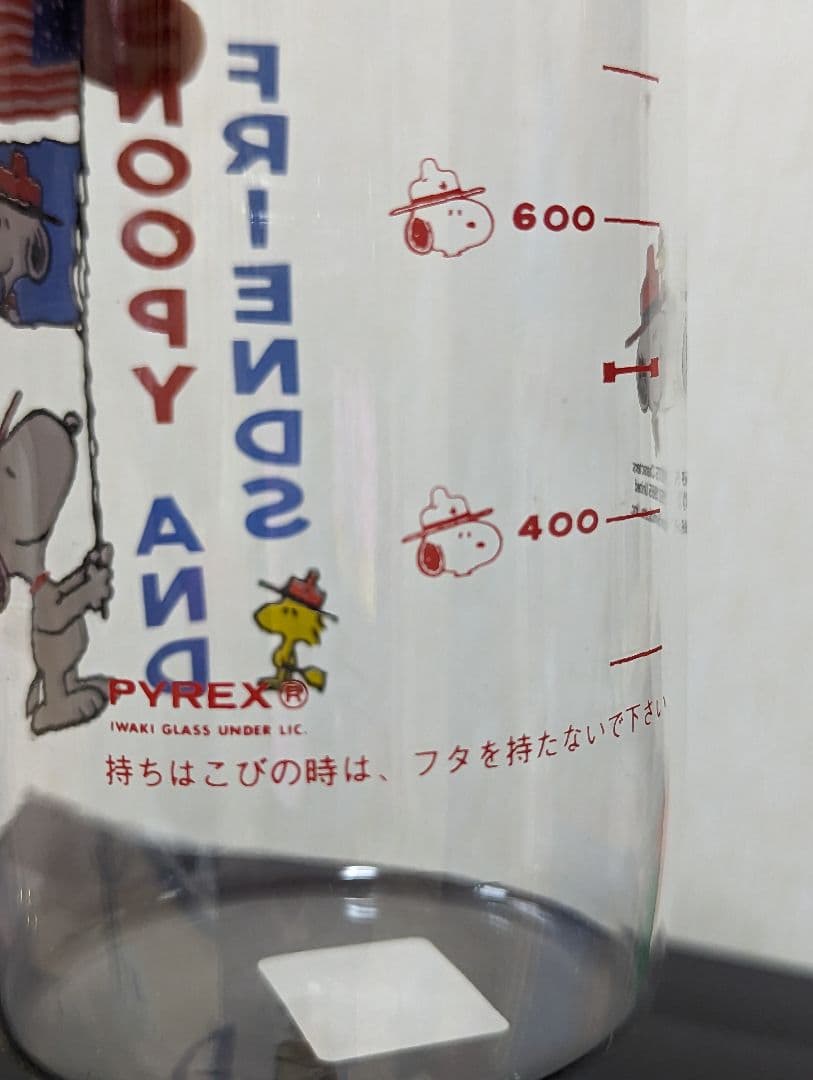 SNOOPY AND
FRIENDS
600
400
PYREX®
IWAKI GLASS UNDER LIC.
持ちはこびの時は、フタを持たないで下さい